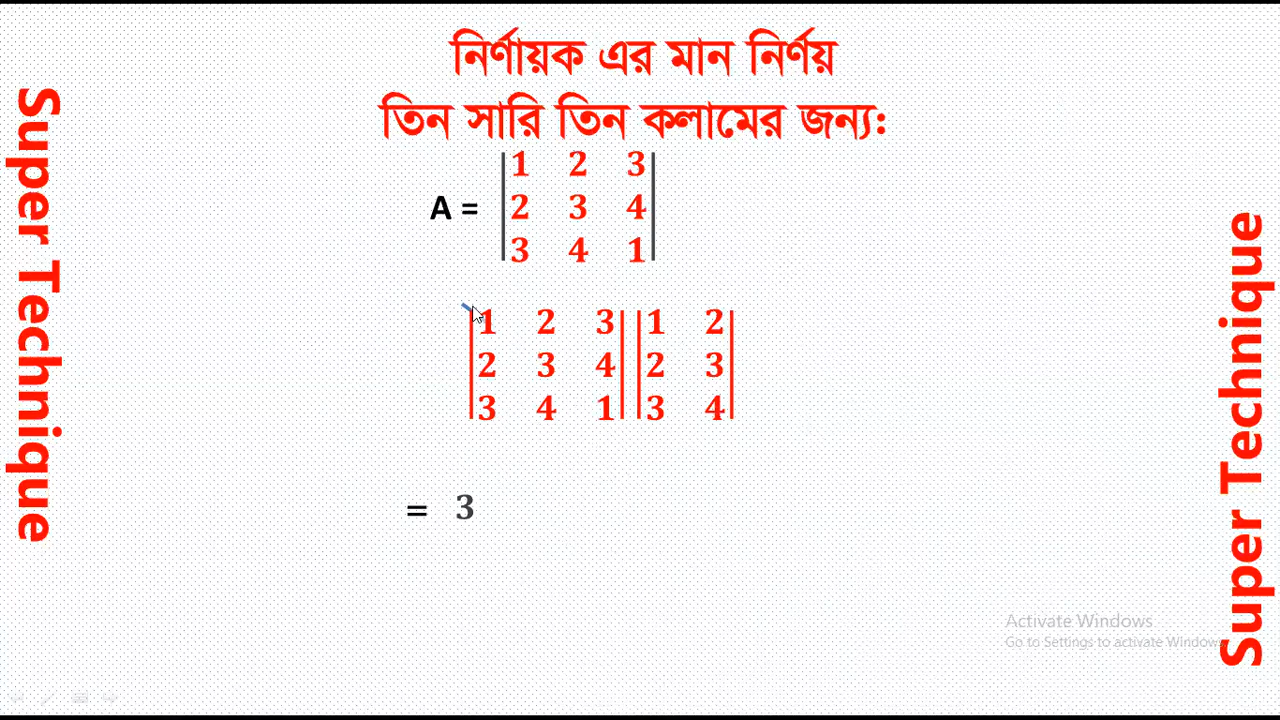 নির্ণায়ক এর মান নির্ণয়
তিন সারি তিন কলামের জন্য:
Super Technique
A = | 1 2 3 |
| 2 3 4 |
| 3 4 1 |
| 1 2 3 | | 1 2 |
| 2 3 4 | | 2 3 |
| 3 4 1 | | 3 4 |
= 3
Super Technique
Activate Windows
Go to Settings to activate Windows.